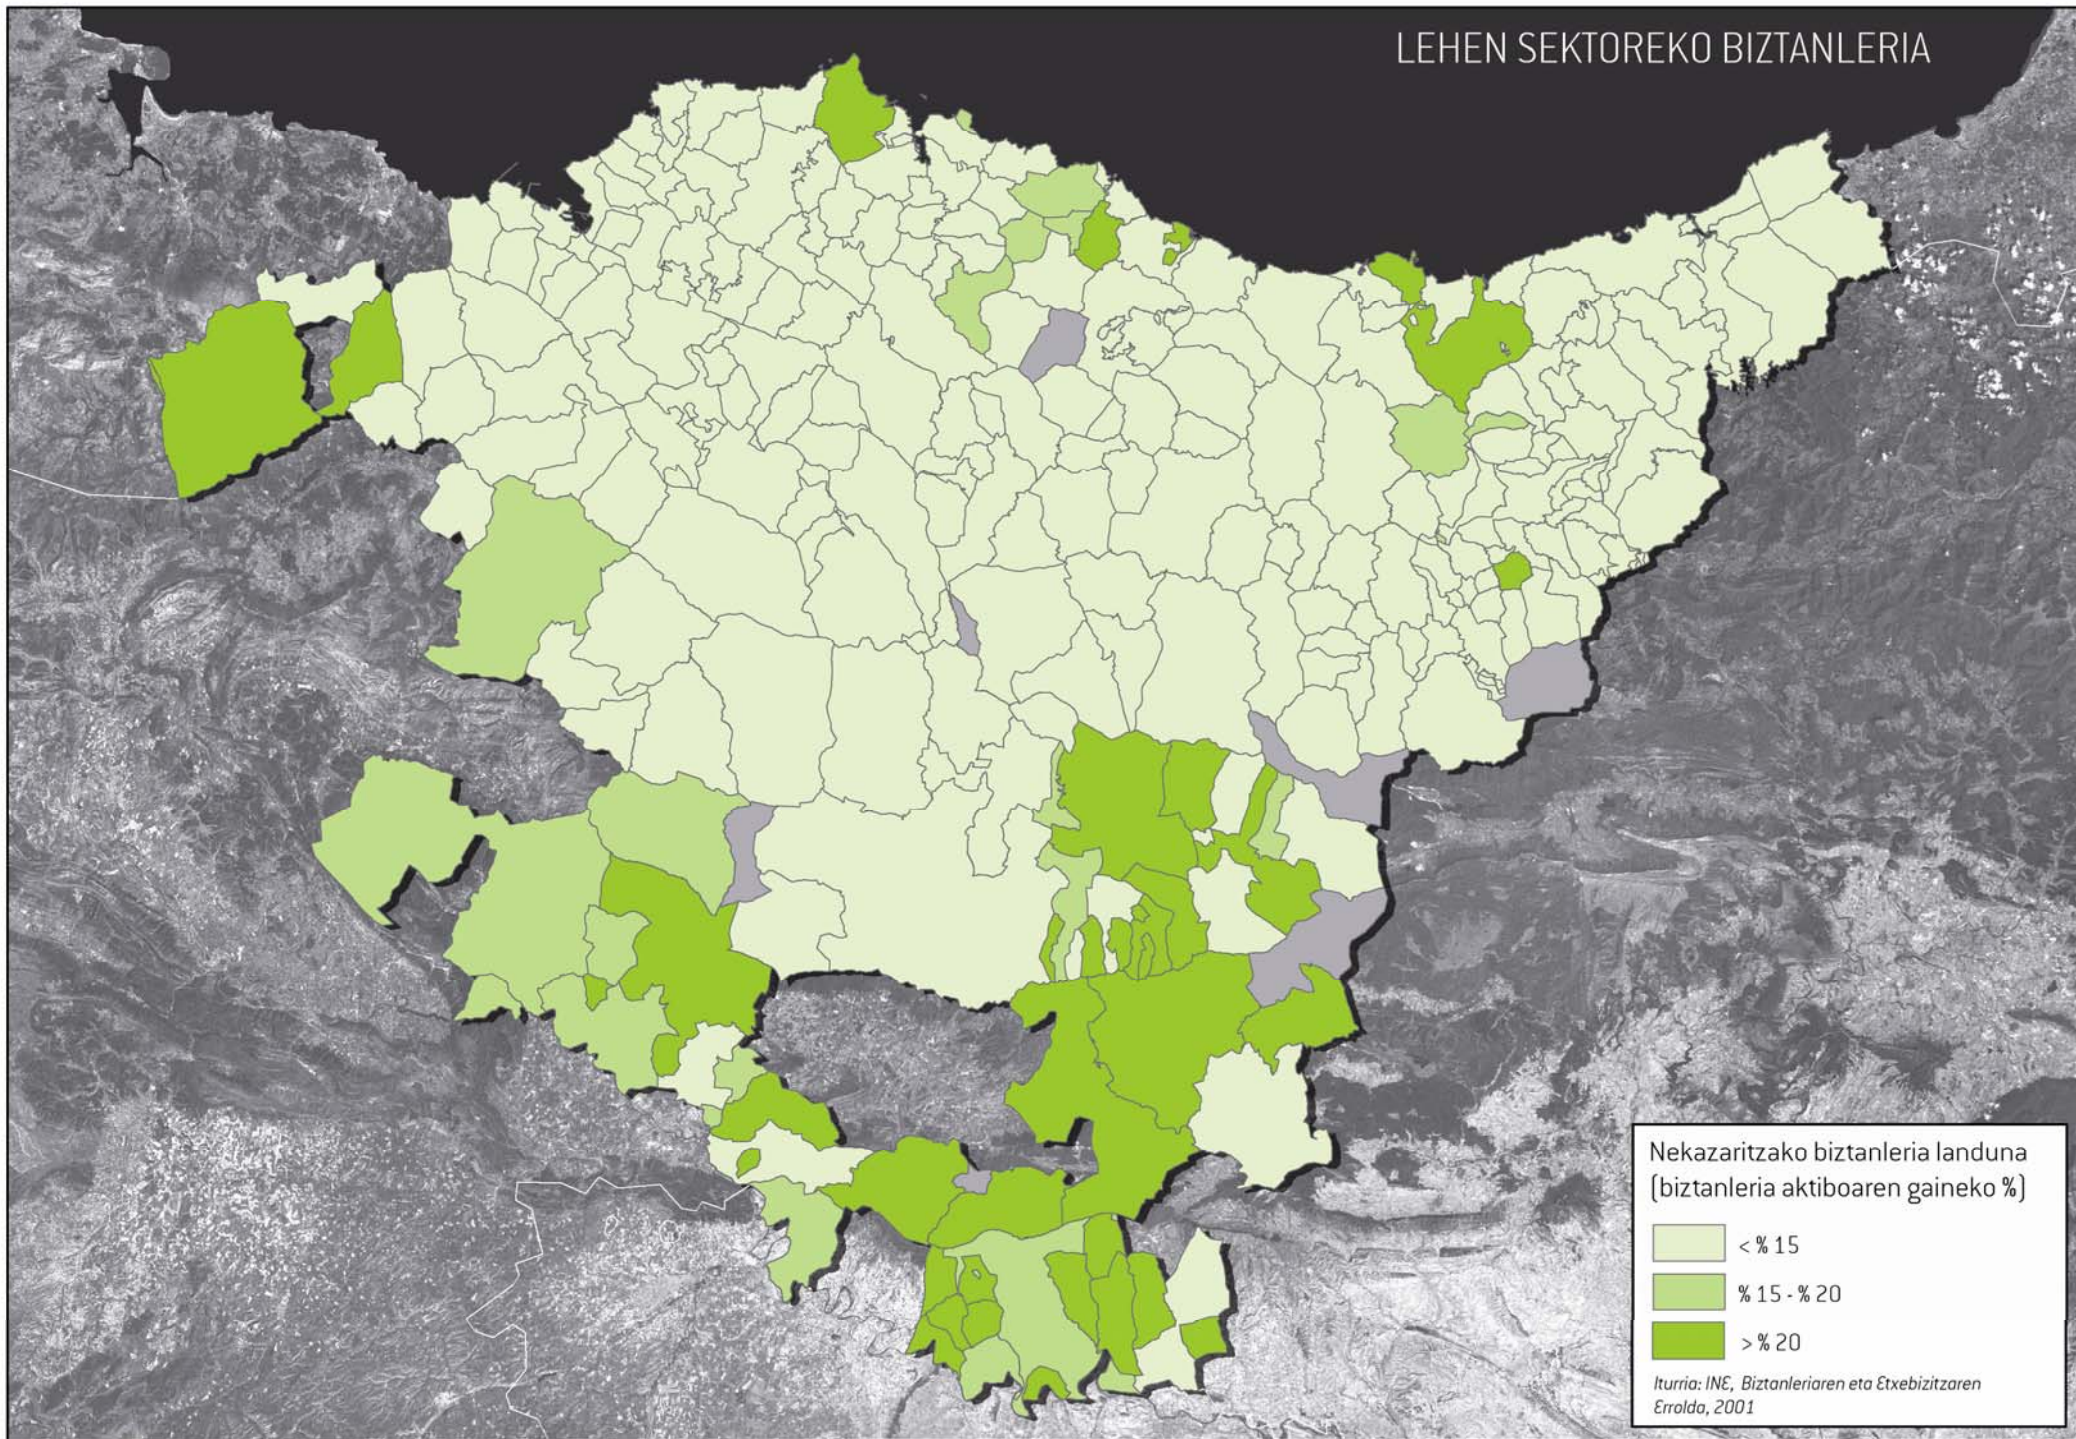 LEHEN SEKTOREKO BIZTANLERIA
Nekazaritzako biztanleria landuna
(biztanleria aktiboaren gaineko %)
< % 15
% 15 - % 20
> % 20
Iturria: INE, Biztanleriaren eta Etxebizitzaren
Errolda, 2001